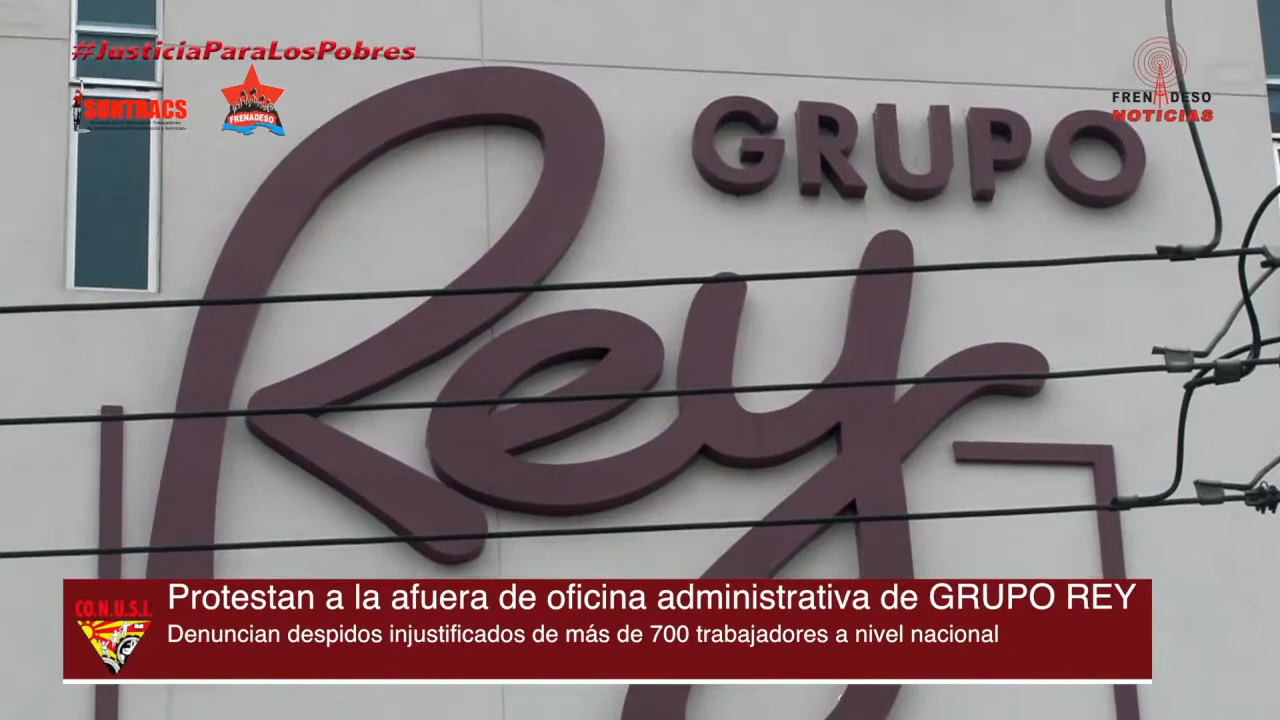 #JusticiaParaLosPobres
SUNTRACS
FRENADESO
FRENADESO
NOTICIAS
GRUPO
Rey
CO.N.U.S.I.
Protestan a la afuera de oficina administrativa de GRUPO REY
Denuncian despidos injustificados de más de 700 trabajadores a nivel nacional